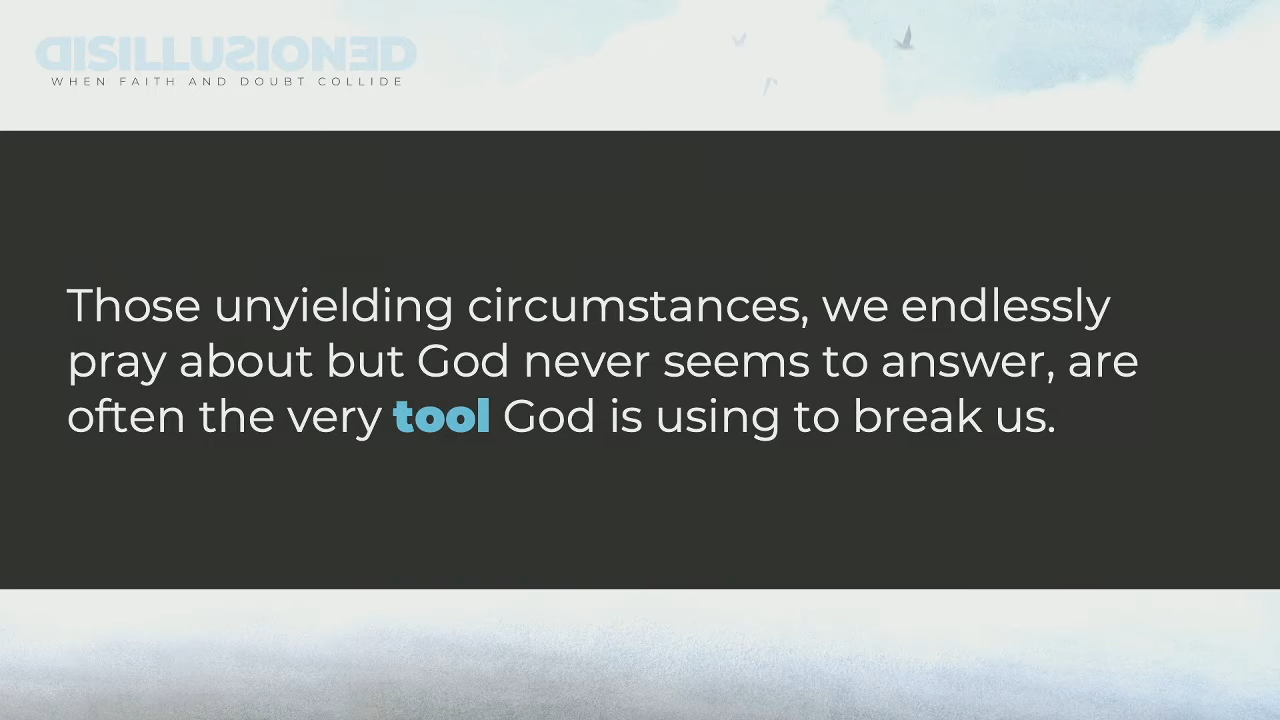 DISILLUSIONED
WHEN FAITH AND DOUBT COLLIDE
Those unyielding circumstances, we endlessly
pray about but God never seems to answer, are
often the very tool God is using to break us.